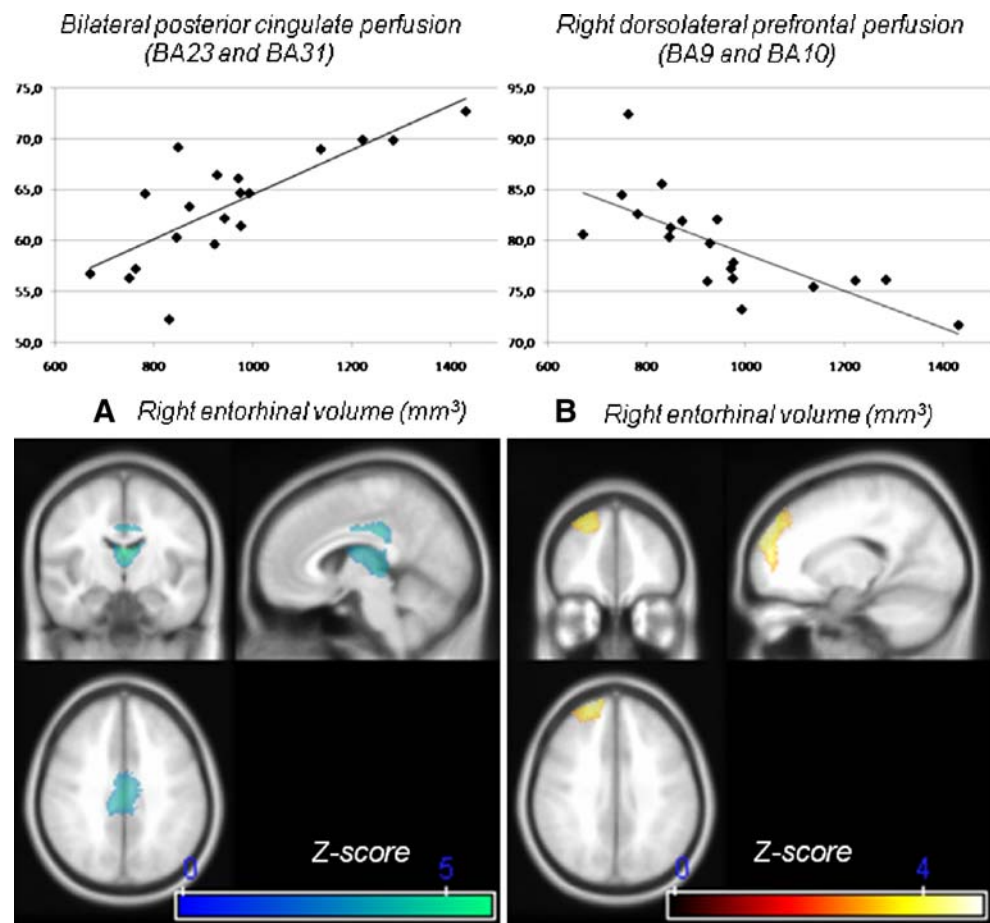 Bilateral posterior cingulate perfusion
(BA23 and BA31)
75,0
70,0
65,0
60,0
55,0
50,0
600 800 1000 1200 1400
A Right entorhinal volume (mm³)
Right dorsolateral prefrontal perfusion
(BA9 and BA10)
95,0
90,0
85,0
80,0
75,0
70,0
600 800 1000 1200 1400
B Right entorhinal volume (mm³)
Z-score
0 5
Z-score
0 4